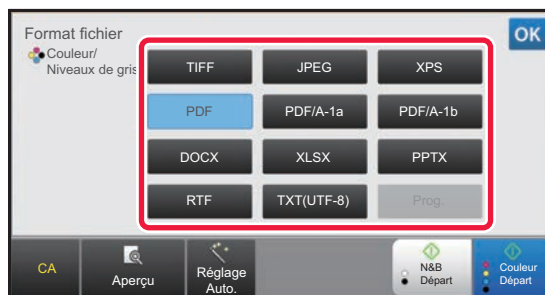 Format fichier
OK
Couleur/
Niveaux de gris
TIFF
JPEG
XPS
PDF
PDF/A-1a
PDF/A-1b
DOCX
XLSX
PPTX
RTF
TXT(UTF-8)
Prog.
CA
Aperçu
Réglage
Auto.
N&B
Départ
Couleur
Départ